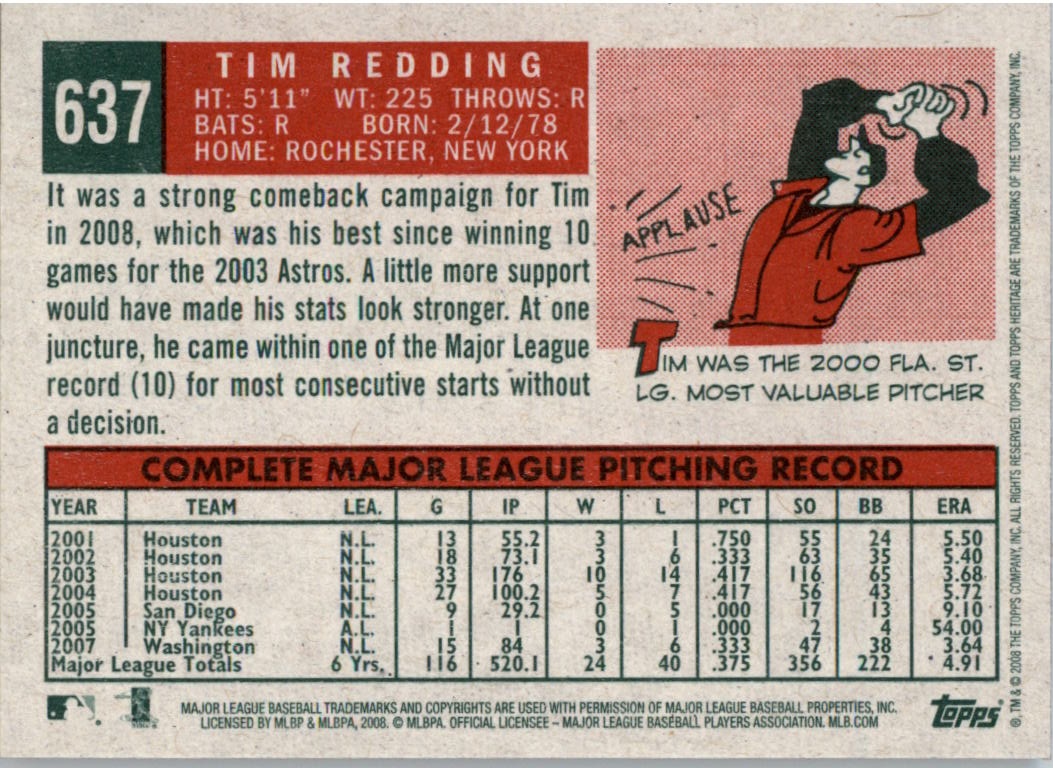 637
TIM REDDING
HT: 5'11" WT: 225 THROWS: R
BATS: R BORN: 2/12/78
HOME: ROCHESTER, NEW YORK
It was a strong comeback campaign for Tim
in 2008, which was his best since winning 10
games for the 2003 Astros. A little more support
would have made his stats look stronger. At one
juncture, he came within one of the Major League
record (10) for most consecutive starts without
a decision.
APPLAUSE
TIM WAS THE 2000 FLA. ST.
LG. MOST VALUABLE PITCHER
COMPLETE MAJOR LEAGUE PITCHING RECORD
YEAR TEAM LEA. G IP W L PCT SO BB ERA
2001 Houston N.L. 13 55.2 3 1 .750 55 24 5.50
2002 Houston N.L. 18 73.1 3 6 .333 63 35 5.40
2003 Houston N.L. 33 176 10 14 .417 116 65 3.68
2004 Houston N.L. 27 100.2 5 7 .417 56 43 5.72
2005 San Diego N.L. 9 29.2 0 5 .000 17 13 9.10
2005 NY Yankees A.L. 1 1 0 1 .000 2 4 54.00
2007 Washington N.L. 15 84 3 6 .333 47 38 3.64
Major League Totals 6 Yrs. 116 520.1 24 40 .375 356 222 4.91
MAJOR LEAGUE BASEBALL TRADEMARKS AND COPYRIGHTS ARE USED WITH PERMISSION OF MAJOR LEAGUE BASEBALL PROPERTIES, INC.
LICENSED BY MLBP & MLBPA, 2008. © MLBPA. OFFICIAL LICENSEE – MAJOR LEAGUE BASEBALL PLAYERS ASSOCIATION. MLB.COM
TOPPS
®, TM & © 2008 THE TOPPS COMPANY, INC. ALL RIGHTS RESERVED. TOPPS AND TOPPS HERITAGE ARE TRADEMARKS OF THE TOPPS COMPANY, INC.